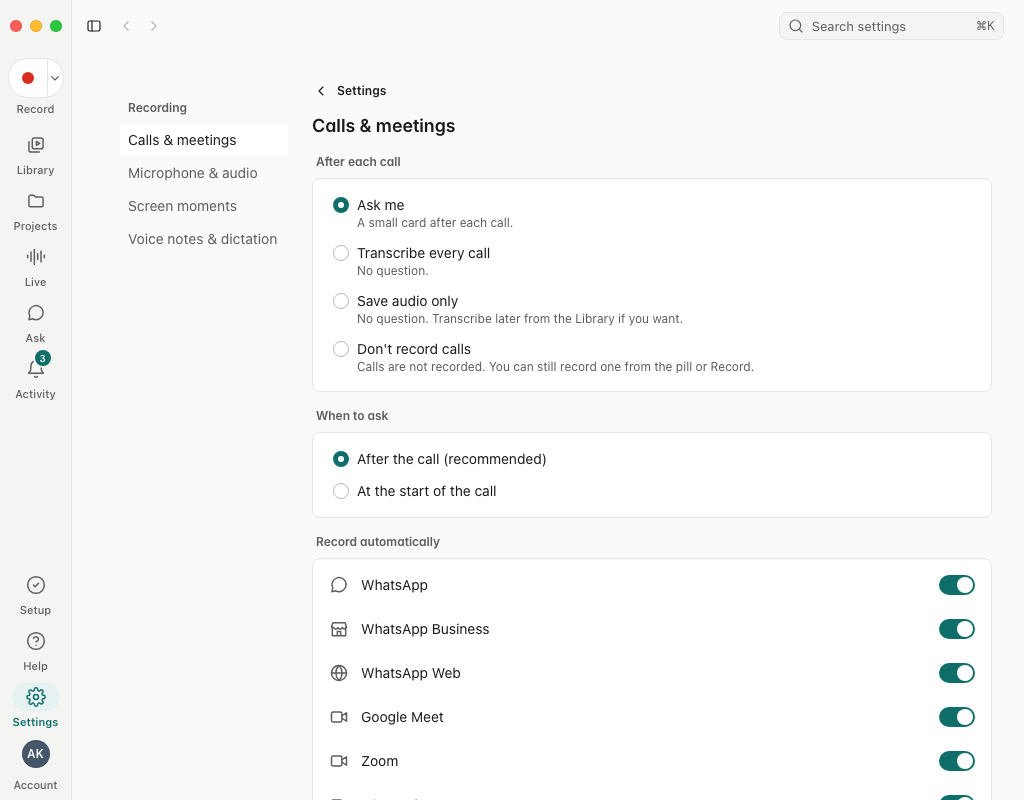 Search settings
⌘K
Record
Library
Projects
Live
Ask
3
Activity
Setup
Help
Settings
AK
Account
Recording
Calls & meetings
Microphone & audio
Screen moments
Voice notes & dictation
Settings
Calls & meetings
After each call
Ask me
A small card after each call.
Transcribe every call
No question.
Save audio only
No question. Transcribe later from the Library if you want.
Don't record calls
Calls are not recorded. You can still record one from the pill or Record.
When to ask
After the call (recommended)
At the start of the call
Record automatically
WhatsApp
WhatsApp Business
WhatsApp Web
Google Meet
Zoom